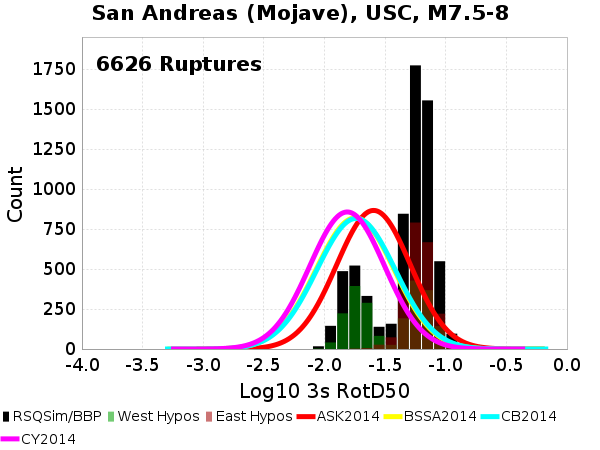 San Andreas (Mojave), USC, M7.5-8
6626 Ruptures
Count
1750
1500
1250
1000
750
500
250
0
-4.0 -3.5 -3.0 -2.5 -2.0 -1.5 -1.0 -0.5 0.0
Log10 3s RotD50
RSQSim/BBP West Hypos East Hypos ASK2014 BSSA2014 CB2014
CY2014